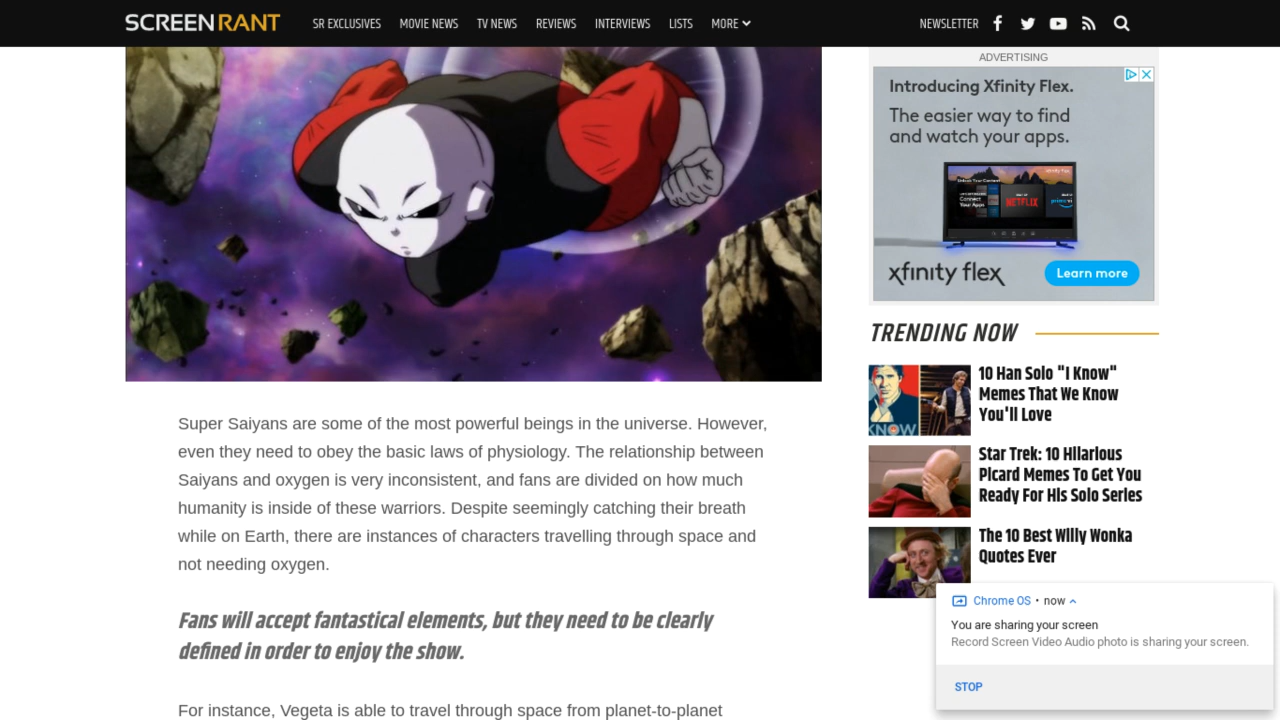 SCREEN RANT
SR EXCLUSIVES MOVIE NEWS TV NEWS REVIEWS INTERVIEWS LISTS MORE
NEWSLETTER
Super Saiyans are some of the most powerful beings in the universe. However,
even they need to obey the basic laws of physiology. The relationship between
Saiyans and oxygen is very inconsistent, and fans are divided on how much
humanity is inside of these warriors. Despite seemingly catching their breath
while on Earth, there are instances of characters travelling through space and
not needing oxygen.
Fans will accept fantastical elements, but they need to be clearly
defined in order to enjoy the show.
For instance, Vegeta is able to travel through space from planet-to-planet
ADVERTISING
Introducing Xfinity Flex.
The easier way to find
and watch your apps.
Connect
Your Apps
NETFLIX
xfinity flex
Learn more
TRENDING NOW
KNOW
10 Han Solo "I Know"
Memes That We Know
You'll Love
Star Trek: 10 Hilarious
Picard Memes To Get You
Ready For His Solo Series
The 10 Best Willy Wonka
Quotes Ever
Chrome OS • now
You are sharing your screen
Record Screen Video Audio photo is sharing your screen.
STOP